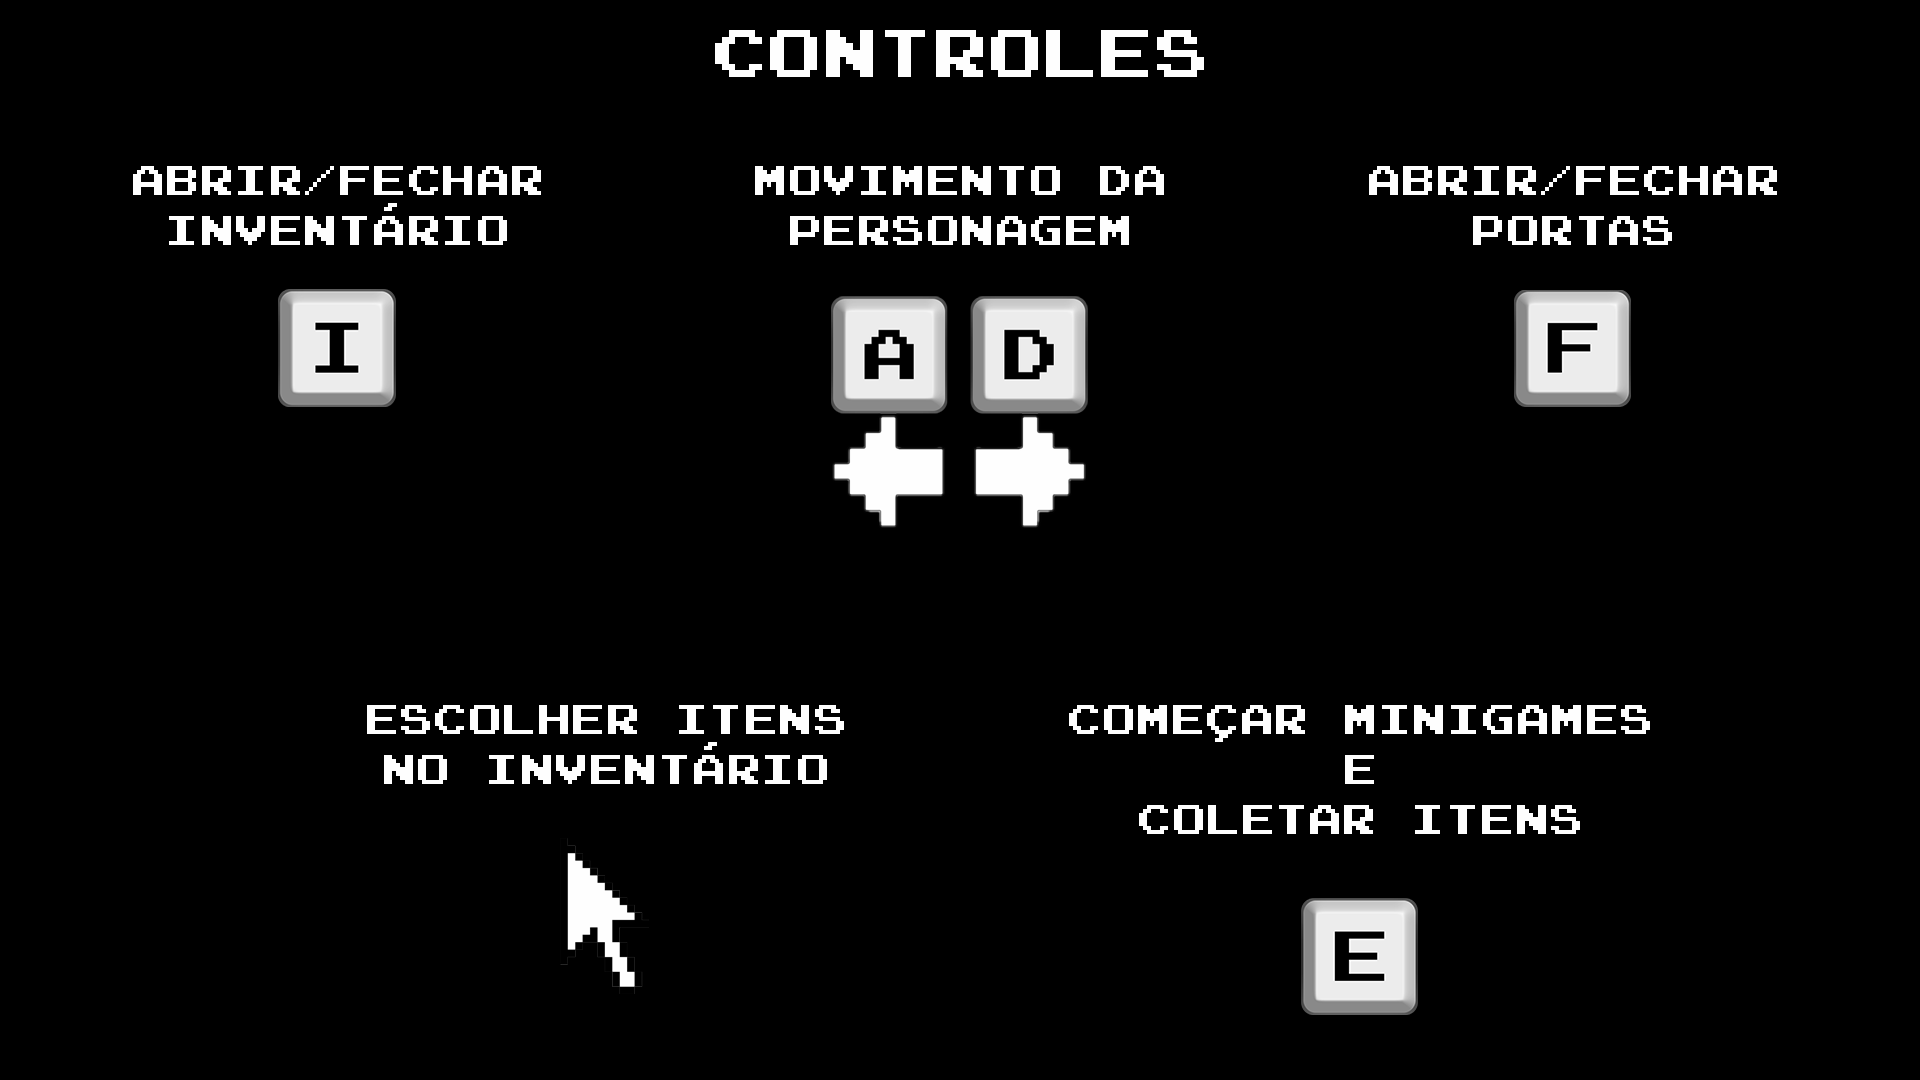 CONTROLES
ABRIR/FECHAR
INVENTÁRIO
I
MOVIMENTO DA
PERSONAGEM
A D
ABRIR/FECHAR
PORTAS
F
ESCOLHER ITENS
NO INVENTÁRIO
COMEÇAR MINIGAMES
E
COLETAR ITENS
E